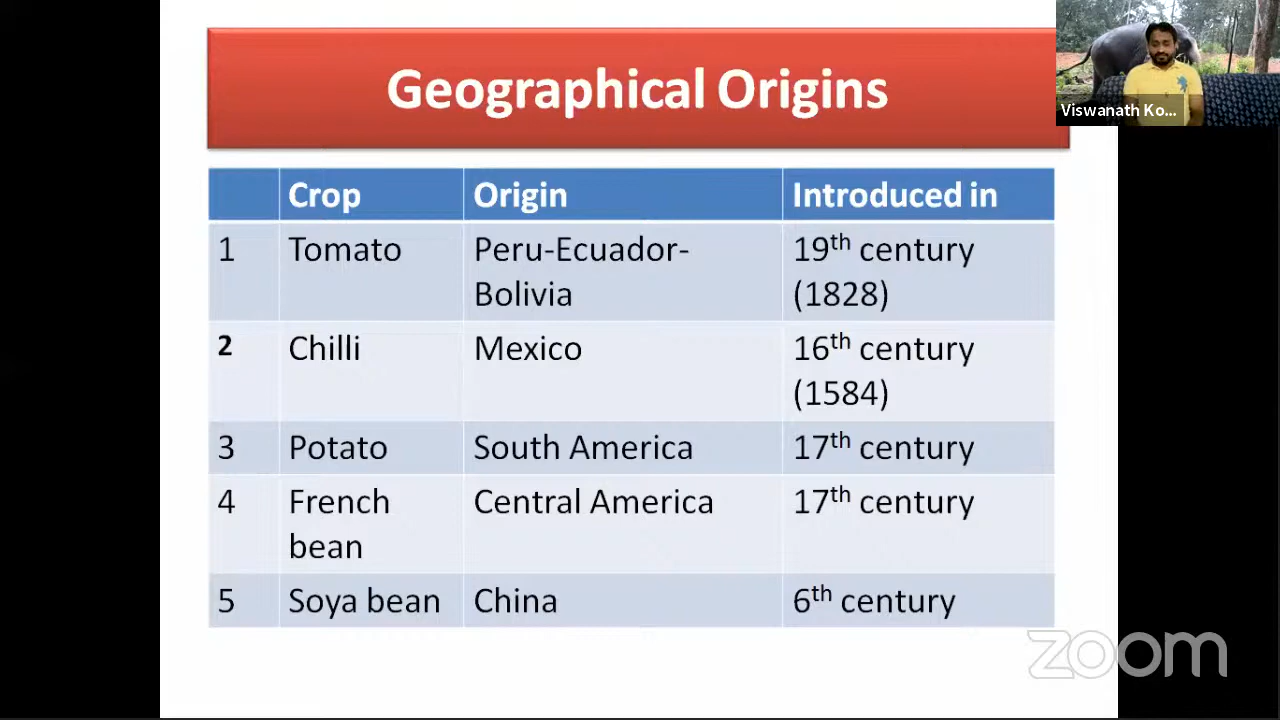 Geographical Origins
Viswanath Ko...
Crop Origin Introduced in
1 Tomato Peru-Ecuador- 19th century
Bolivia (1828)
2 Chilli Mexico 16th century
(1584)
3 Potato South America 17th century
4 French Central America 17th century
bean
5 Soya bean China 6th century
zoom